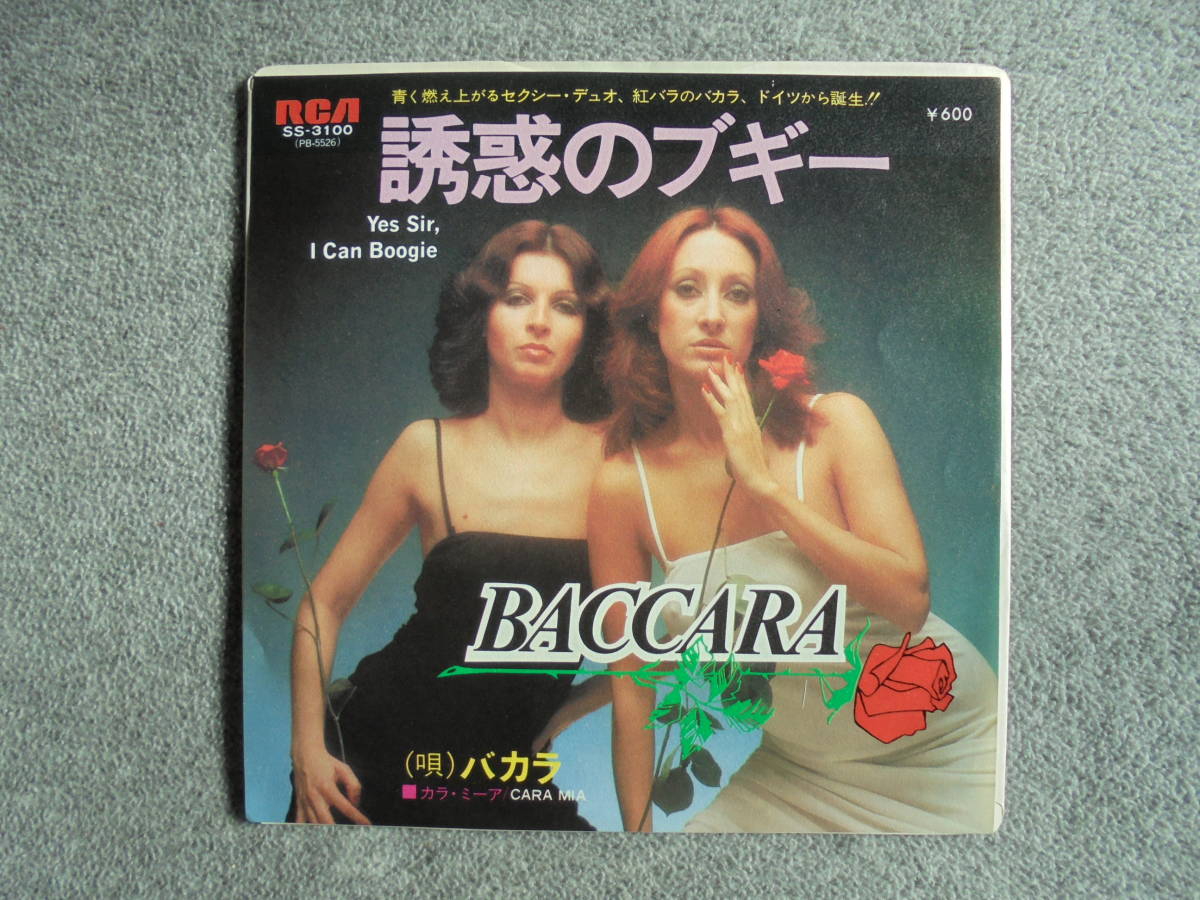 青く燃え上がるセクシー・デュオ、紅バラのバカラ、ドイツから誕生!!
RCA
SS-3100
(PB-5526)
¥600
誘惑のブギー
Yes Sir,
I Can Boogie
BACCARA
(唄)バカラ
■カラ・ミーア/CARA MIA